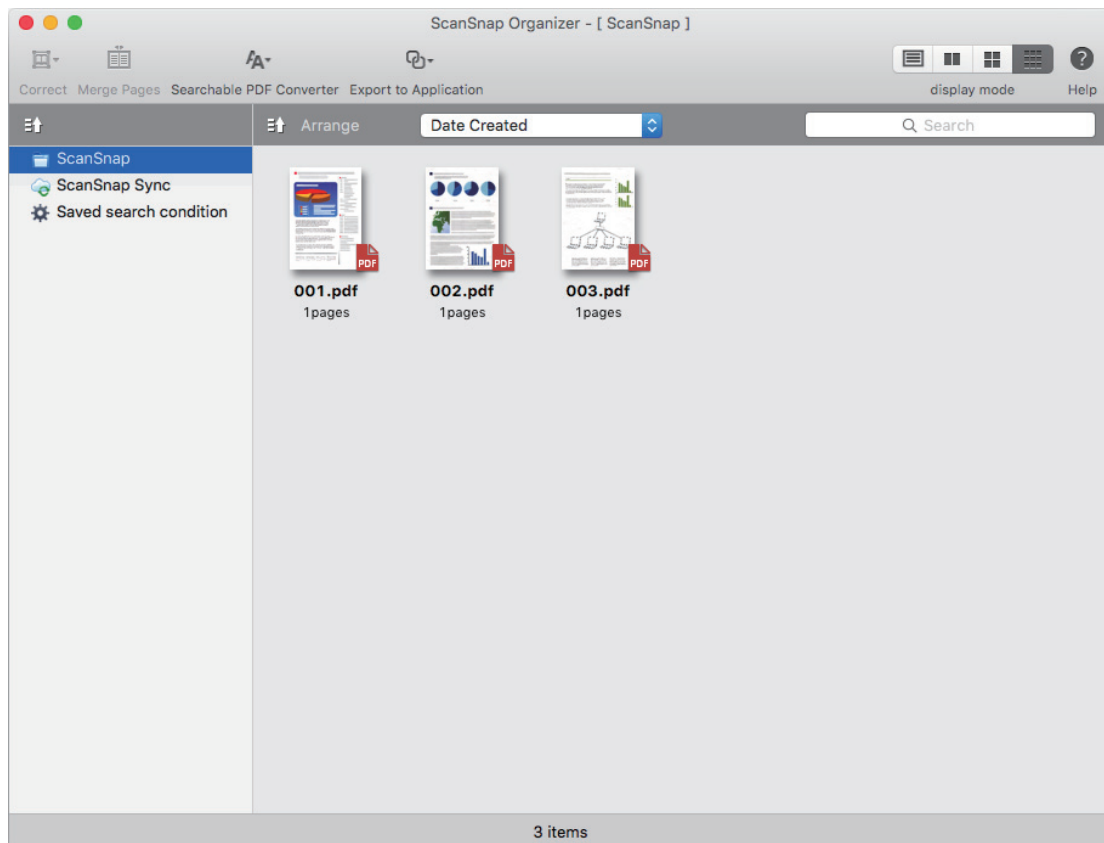 ScanSnap Organizer - [ ScanSnap ]
Correct Merge Pages Searchable PDF Converter Export to Application display mode Help
Arrange Date Created Search
ScanSnap
ScanSnap Sync
Saved search condition
PDF PDF PDF
001.pdf 002.pdf 003.pdf
1pages 1pages 1pages
3 items